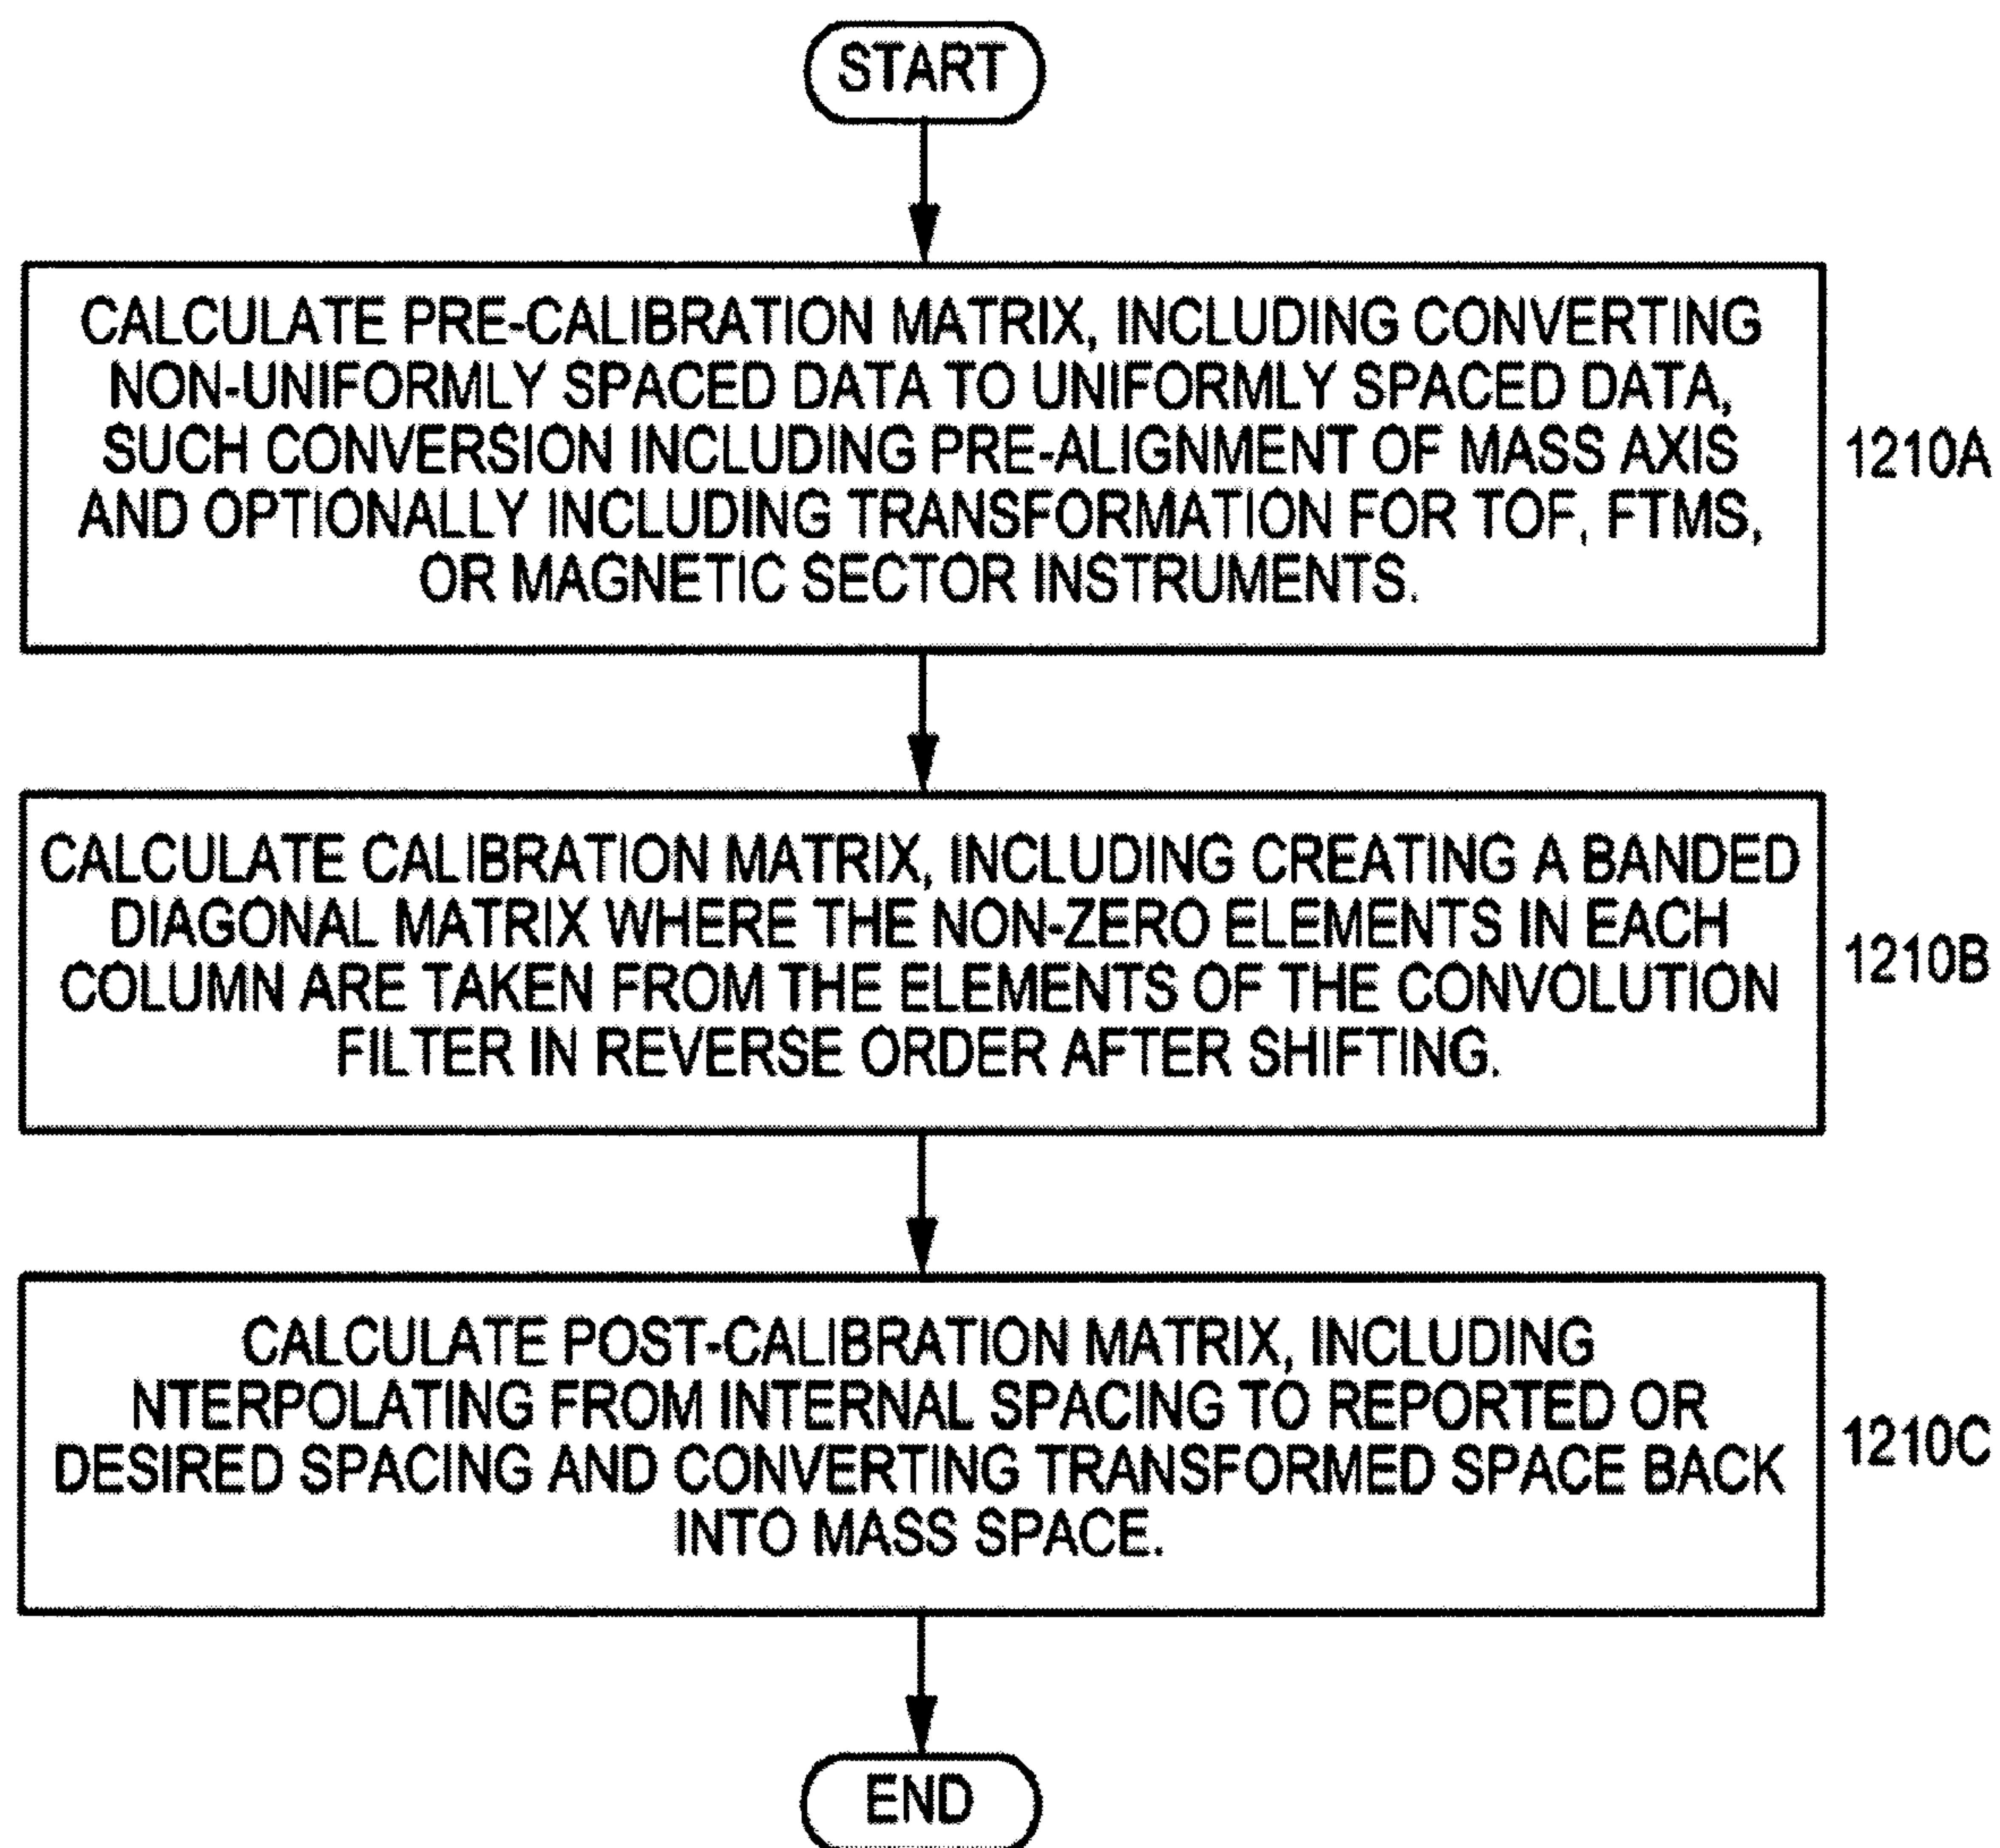 START
CALCULATE PRE-CALIBRATION MATRIX, INCLUDING CONVERTING
NON-UNIFORMLY SPACED DATA TO UNIFORMLY SPACED DATA,
SUCH CONVERSION INCLUDING PRE-ALIGNMENT OF MASS AXIS
AND OPTIONALLY INCLUDING TRANSFORMATION FOR TOF, FTMS,
OR MAGNETIC SECTOR INSTRUMENTS.
1210A
CALCULATE CALIBRATION MATRIX, INCLUDING CREATING A BANDED
DIAGONAL MATRIX WHERE THE NON-ZERO ELEMENTS IN EACH
COLUMN ARE TAKEN FROM THE ELEMENTS OF THE CONVOLUTION
FILTER IN REVERSE ORDER AFTER SHIFTING.
1210B
CALCULATE POST-CALIBRATION MATRIX, INCLUDING
NTERPOLATING FROM INTERNAL SPACING TO REPORTED OR
DESIRED SPACING AND CONVERTING TRANSFORMED SPACE BACK
INTO MASS SPACE.
1210C
END